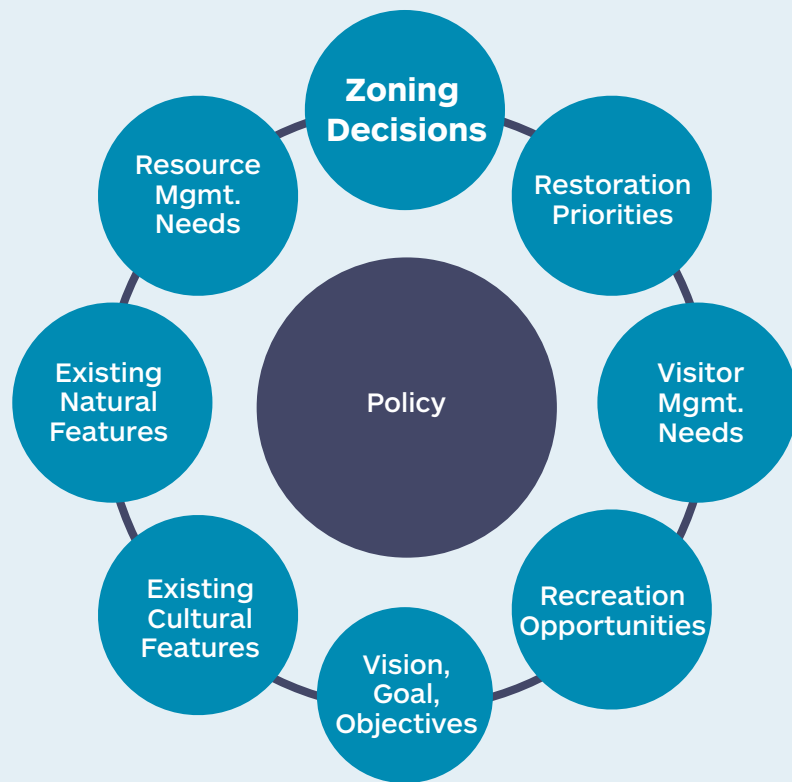 Zoning
Decisions
Restoration
Priorities
Visitor
Mgmt.
Needs
Recreation
Opportunities
Vision,
Goal,
Objectives
Existing
Cultural
Features
Existing
Natural
Features
Resource
Mgmt.
Needs
Policy